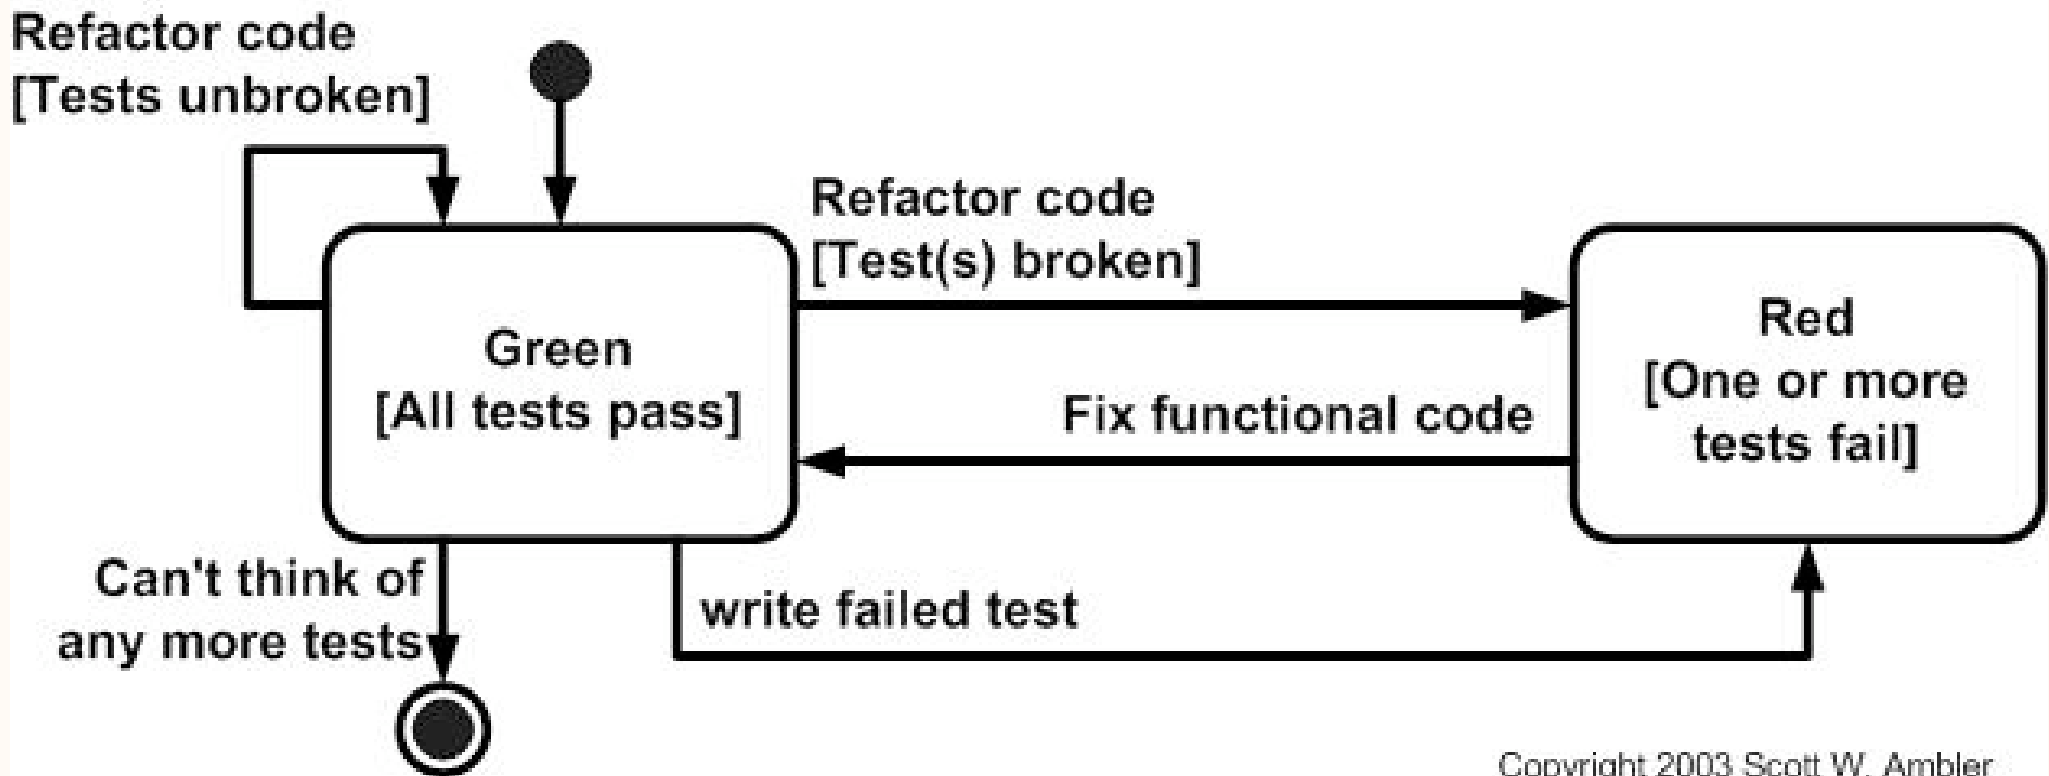 Refactor code
[Tests unbroken]
Refactor code
[Test(s) broken]
Green
[All tests pass]
Red
[One or more
tests fail]
Fix functional code
Can't think of
any more tests
write failed test
Copyright 2003 Scott W. Ambler